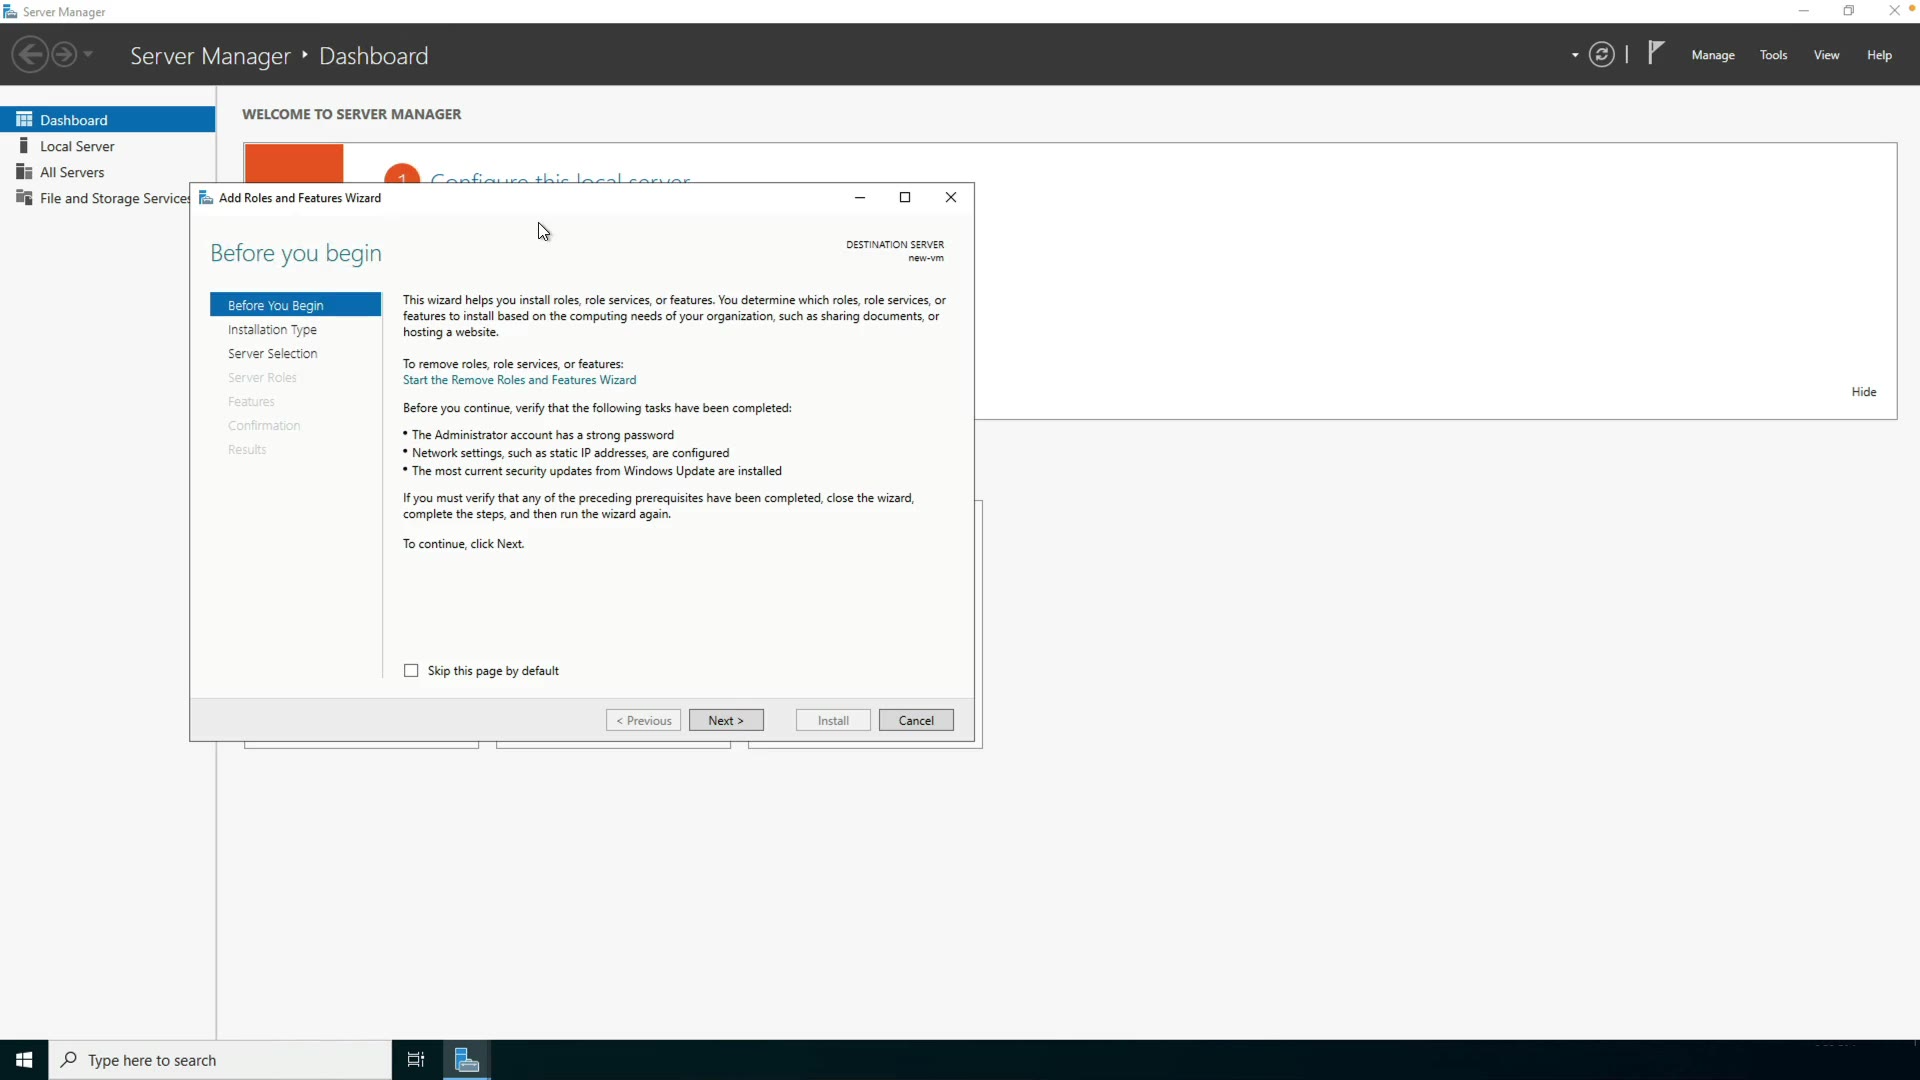 Server Manager
Server Manager ‣ Dashboard
Manage
Tools
View
Help
Dashboard
Local Server
All Servers
File and Storage Services
WELCOME TO SERVER MANAGER
1
Configure this local server
Hide
Add Roles and Features Wizard
Before you begin
DESTINATION SERVER
new-vm
Before You Begin
Installation Type
Server Selection
Server Roles
Features
Confirmation
Results
This wizard helps you install roles, role services, or features. You determine which roles, role services, or
features to install based on the computing needs of your organization, such as sharing documents, or
hosting a website.
To remove roles, role services, or features:
Start the Remove Roles and Features Wizard
Before you continue, verify that the following tasks have been completed:
• The Administrator account has a strong password
• Network settings, such as static IP addresses, are configured
• The most current security updates from Windows Update are installed
If you must verify that any of the preceding prerequisites have been completed, close the wizard,
complete the steps, and then run the wizard again.
To continue, click Next.
Skip this page by default
< Previous
Next >
Install
Cancel
Type here to search